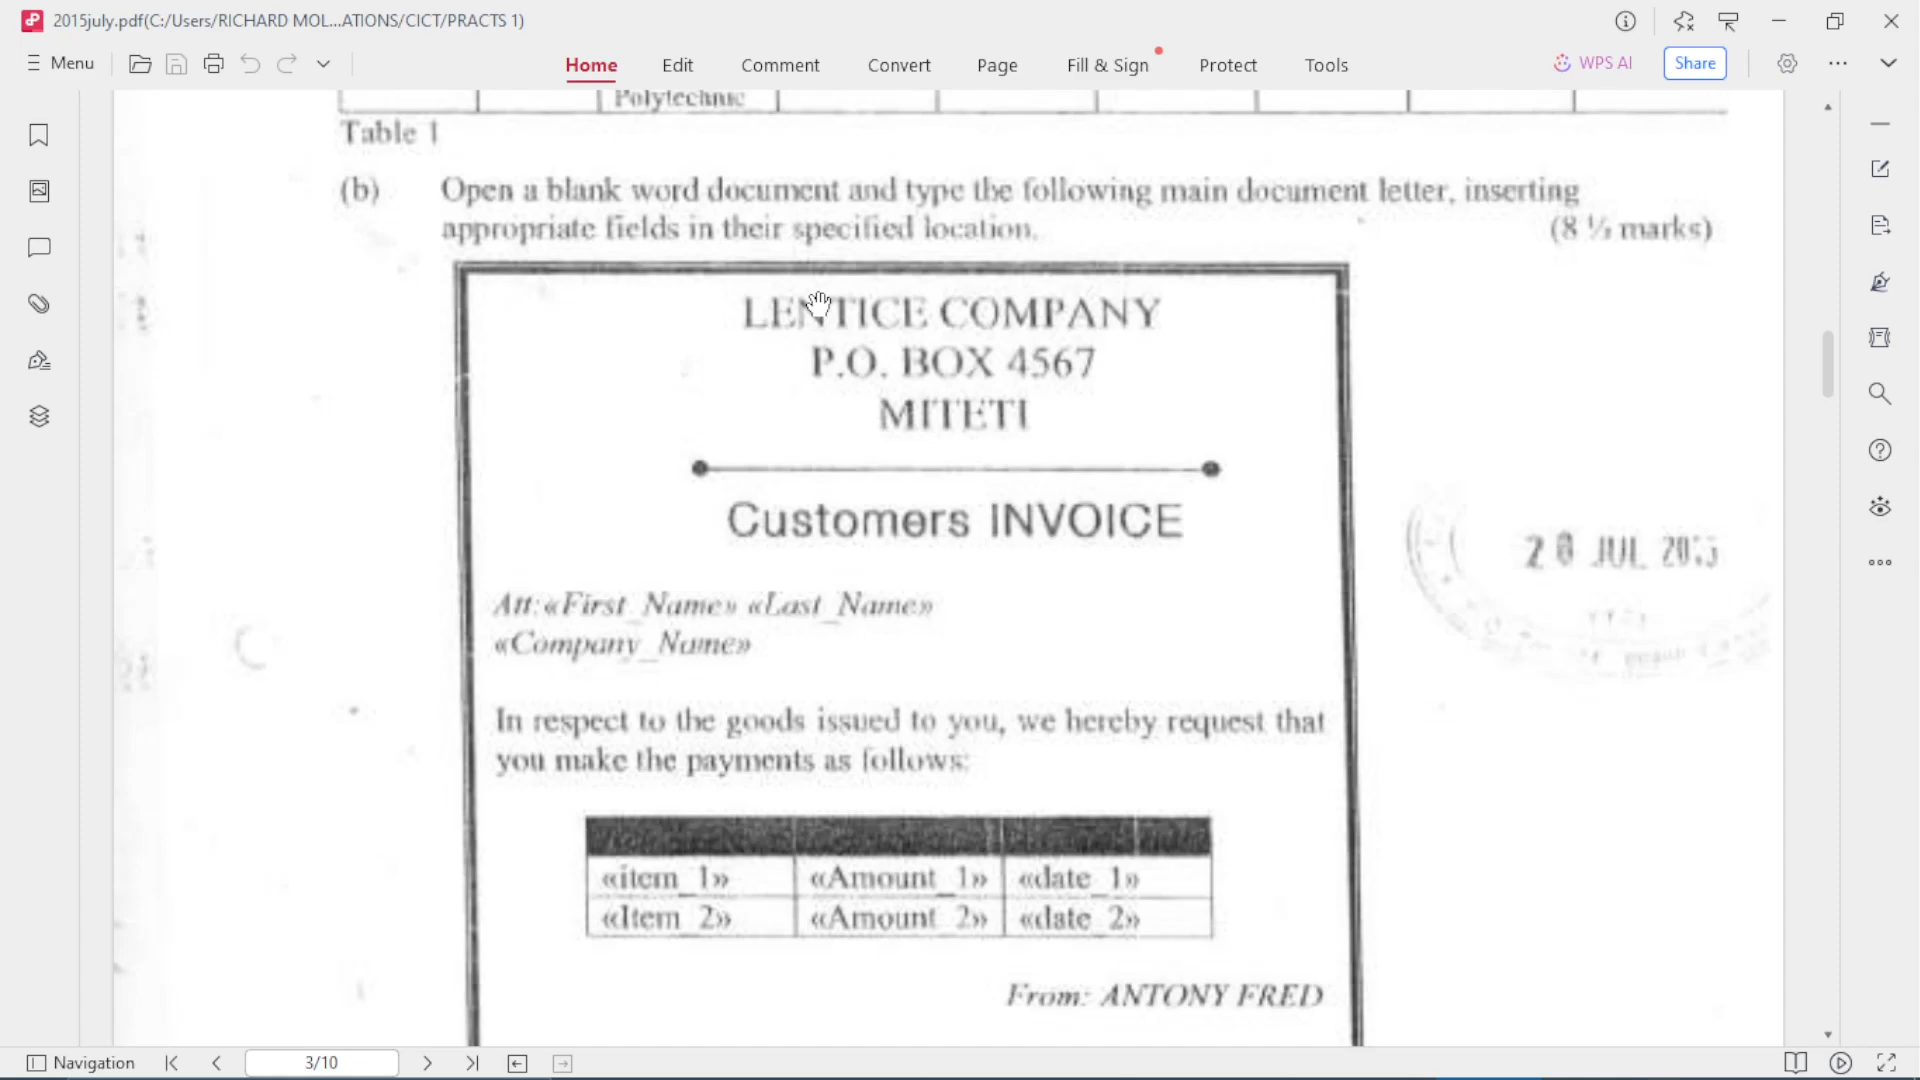 2015july.pdf(C:/Users/RICHARD MOL...ATIONS/CICT/PRACTS 1)
Menu
Home Edit Comment Convert Page Fill & Sign Protect Tools
WPS AI Share
Polytechnic
Table 1
(b) Open a blank word document and type the following main document letter, inserting
appropriate fields in their specified location. (8 ½ marks)
LENTICE COMPANY
P.O. BOX 4567
MITETI
Customers INVOICE
Att:«First_Name» «Last_Name»
«Company_Name»
20 JUL 2015
In respect to the goods issued to you, we hereby request that
you make the payments as follows:
«item_1» «Amount_1» «date_1»
«Item_2» «Amount_2» «date_2»
From: ANTONY FRED
Navigation 3/10